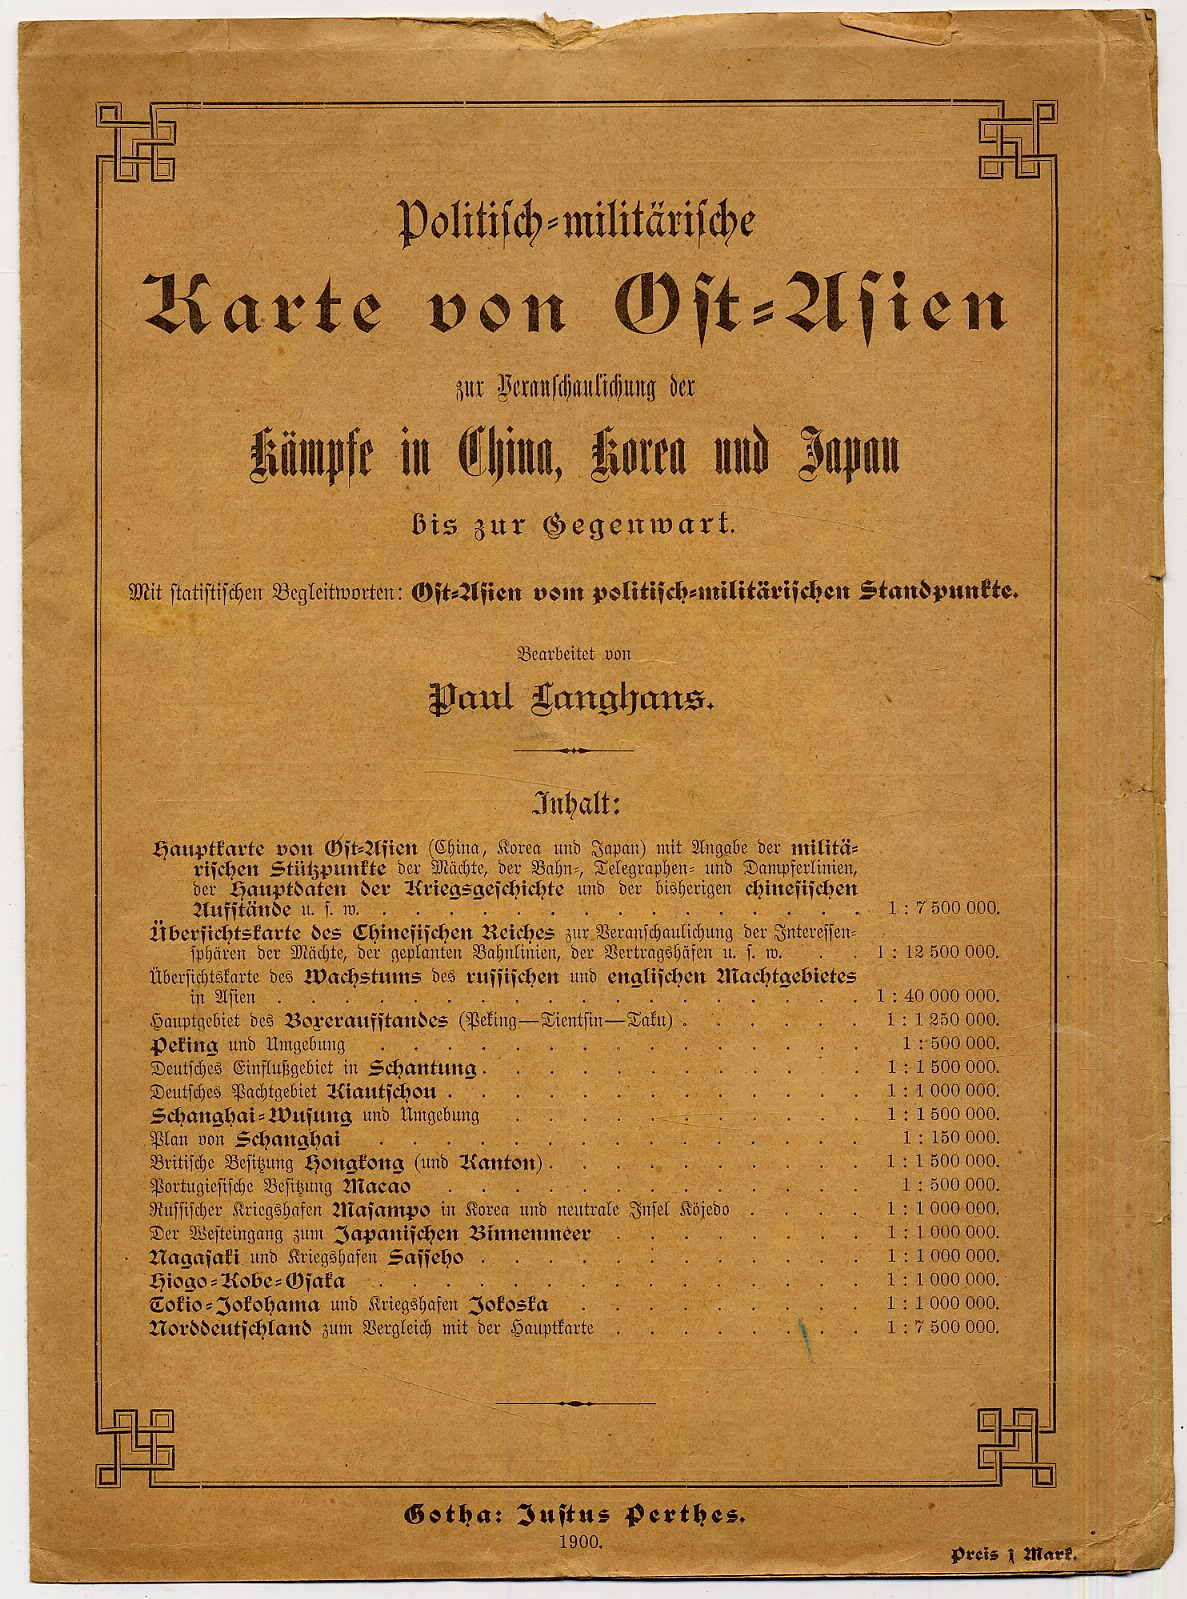 Politisch-militärische
Karte von Ost-Asien
zur Veranschaulichung der
Kämpfe in China, Korea und Japan
bis zur Gegenwart.
Mit statistischen Begleitworten: Ost-Asien vom politisch-militärischen Standpunkte.
Bearbeitet von
Paul Langhans.
Inhalt:
Hauptkarte von Ost-Asien (China, Korea und Japan) mit Angabe der militä-
rischen Stützpunkte der Mächte, der Bahn-, Telegraphen- und Dampferlinien,
der Hauptdaten der Kriegsgeschichte und der bisherigen chinesischen
Aufstände u. s. w. . . . . . . . . . . . . . . . 1 : 7 500 000.
Übersichtskarte des Chinesischen Reiches zur Veranschaulichung der Interessen-
sphären der Mächte, der geplanten Bahnlinien, der Vertragshäfen u. s. w. . . 1 : 12 500 000.
Übersichtskarte des Wachstums des russischen und englischen Machtgebietes
in Asien . . . . . . . . . . . . . . . . . . 1 : 40 000 000.
Hauptgebiet des Boxeraufstandes (Peking—Tientsin—Taku) . . . . . . 1 : 1 250 000.
Peking und Umgebung . . . . . . . . . . . . . . . 1 : 500 000.
Deutsches Einflußgebiet in Schantung . . . . . . . . . . . . 1 : 1 500 000.
Deutsches Pachtgebiet Kiautschou . . . . . . . . . . . . . 1 : 1 000 000.
Schanghai-Wusung und Umgebung . . . . . . . . . . . 1 : 1 500 000.
Plan von Schanghai . . . . . . . . . . . . . . . 1 : 150 000.
Britische Besitzung Hongkong (und Kanton) . . . . . . . . . . 1 : 1 500 000.
Portugiesische Besitzung Macao . . . . . . . . . . . . . 1 : 500 000.
Russischer Kriegshafen Masampo in Korea und neutrale Insel Köjedo . . . . 1 : 1 000 000.
Der Westeingang zum Japanischen Binnenmeer . . . . . . . . 1 : 1 000 000.
Nagasaki und Kriegshafen Sasseho . . . . . . . . . . . . 1 : 1 000 000.
Hiogo-Kobe-Osaka . . . . . . . . . . . . . . . 1 : 1 000 000.
Tokio-Jokohama und Kriegshafen Jokoska . . . . . . . . . 1 : 1 000 000.
Norddeutschland zum Vergleich mit der Hauptkarte . . . . . . . . 1 : 7 500 000.
Gotha: Justus Perthes.
1900.
Preis 1 Mark.